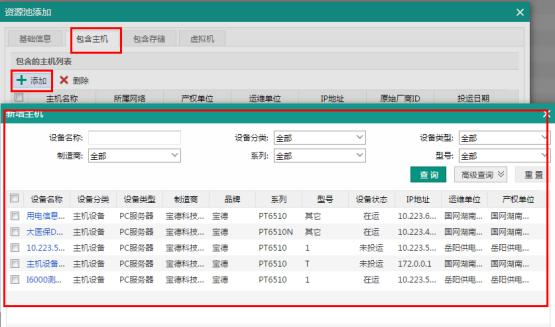 资源池添加
基础信息 包含主机 包含存储 虚拟机
包含的主机列表
添加 删除
主机名称 所属网络 产权单位 运维单位 IP地址 原始厂商ID 投运日期
新增主机
设备名称: 设备分类: 全部 设备类型: 全部
制造商: 全部 系列: 全部 型号: 全部
查询 高级查询 重置
设备名称 设备分类 设备类型 制造商 品牌 系列 型号 设备状态 IP地址 运维单位 产权单位
用电信息... 主机设备 PC服务器 宝德科技... 宝德 PT6510 其它 在运 10.223.6... 国网湖南... 国网湖南...
大医保D... 主机设备 PC服务器 宝德科技... 宝德 PT6510N 其它 在运 10.223.4... 国网湖南... 国网湖南...
10.223.5... 主机设备 PC服务器 宝德科技... 宝德 PT6510 1 未投运 10.223.5... 岳阳供电... 国网湖南...
主机设备... 主机设备 PC服务器 宝德科技... 宝德 PT6510 T 未投运 172.0.0.1 岳阳供电... 国网湖南...
I6000测... 主机设备 PC服务器 宝德科技... 宝德 PT6510 1 在运 10.223.5... 岳阳供电... 国网湖南...